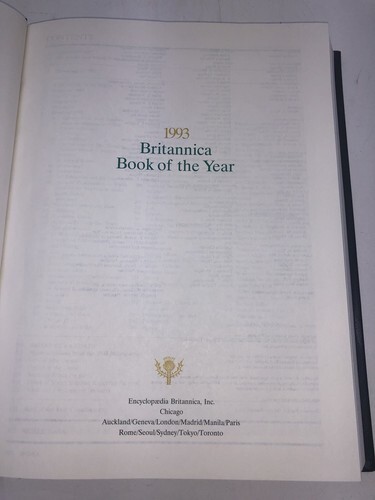 1993
Britannica
Book of the Year
Encyclopædia Britannica, Inc.
Chicago
Auckland/Geneva/London/Madrid/Manila/Paris
Rome/Seoul/Sydney/Tokyo/Toronto